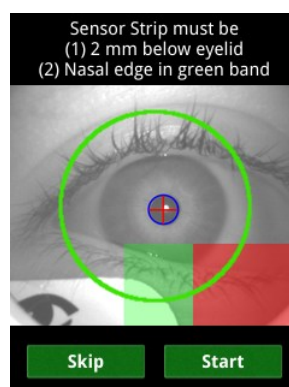 Sensor Strip must be
(1) 2 mm below eyelid
(2) Nasal edge in green band
Skip
Start